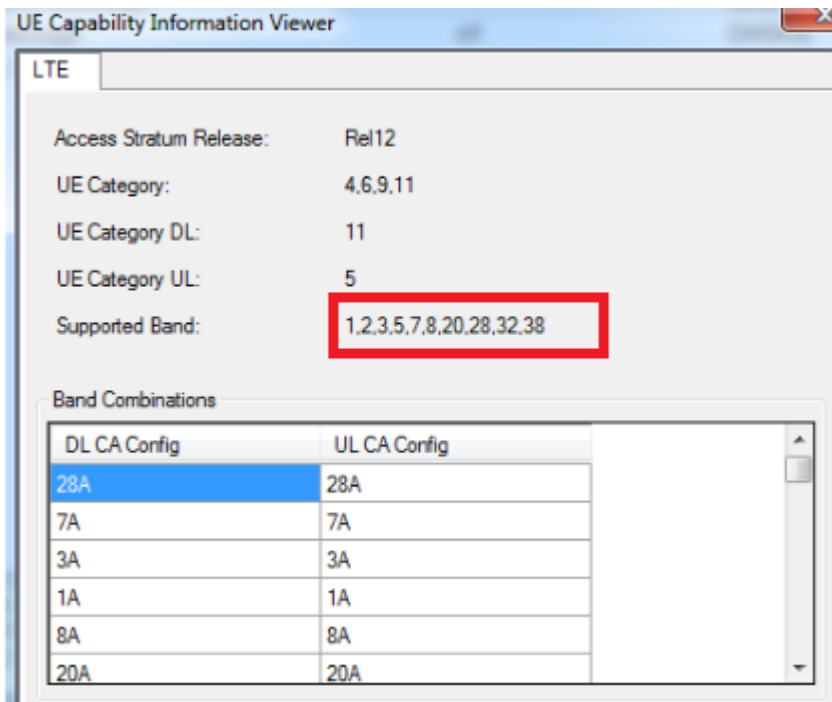 UE Capability Information Viewer
LTE
Access Stratum Release: Rel12
UE Category: 4,6,9,11
UE Category DL: 11
UE Category UL: 5
Supported Band: 1,2,3,5,7,8,20,28,32,38
Band Combinations
DL CA Config UL CA Config
28A 28A
7A 7A
3A 3A
1A 1A
8A 8A
20A 20A